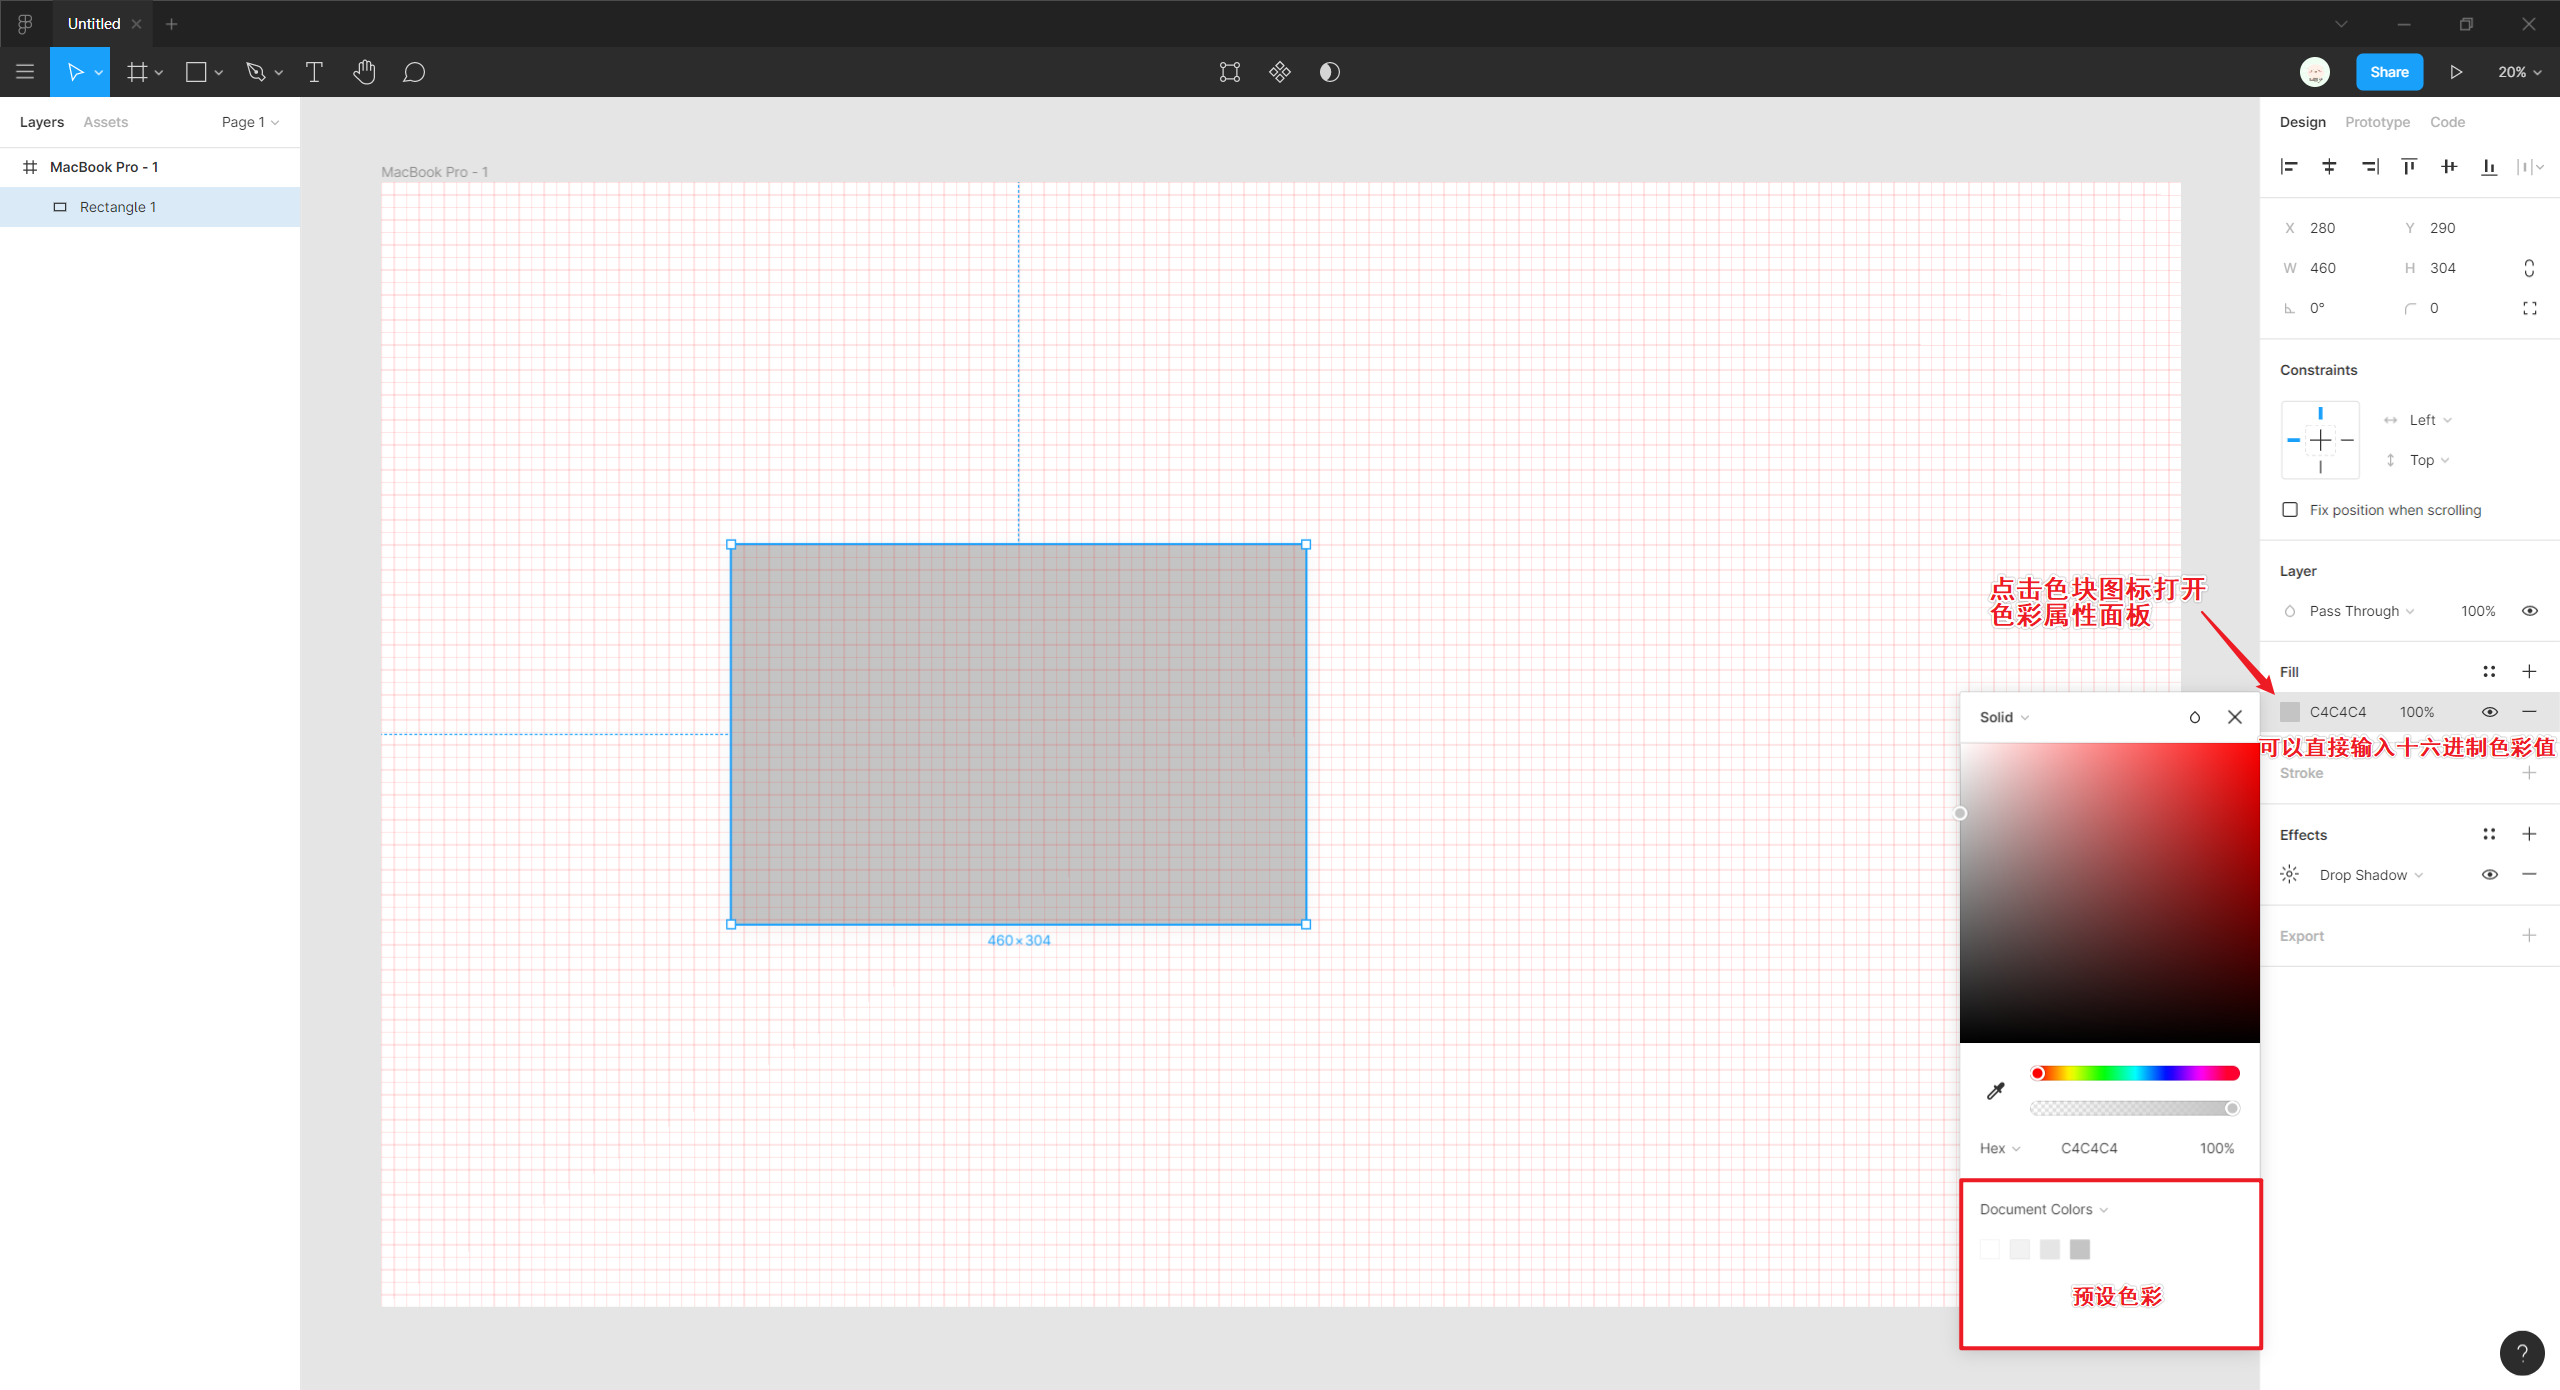 Untitled
Share
20%
Layers
Assets
Page 1
MacBook Pro - 1
Rectangle 1
MacBook Pro - 1
460 × 304
Design
Prototype
Code
X 280
Y 290
W 460
H 304
0°
0
Constraints
Left
Top
Fix position when scrolling
Layer
Pass Through
100%
点击色块图标打开
色彩属性面板
Fill
C4C4C4
100%
可以直接输入十六进制色彩值
Stroke
Effects
Drop Shadow
Export
Solid
Hex
C4C4C4
100%
Document Colors
预设色彩
?